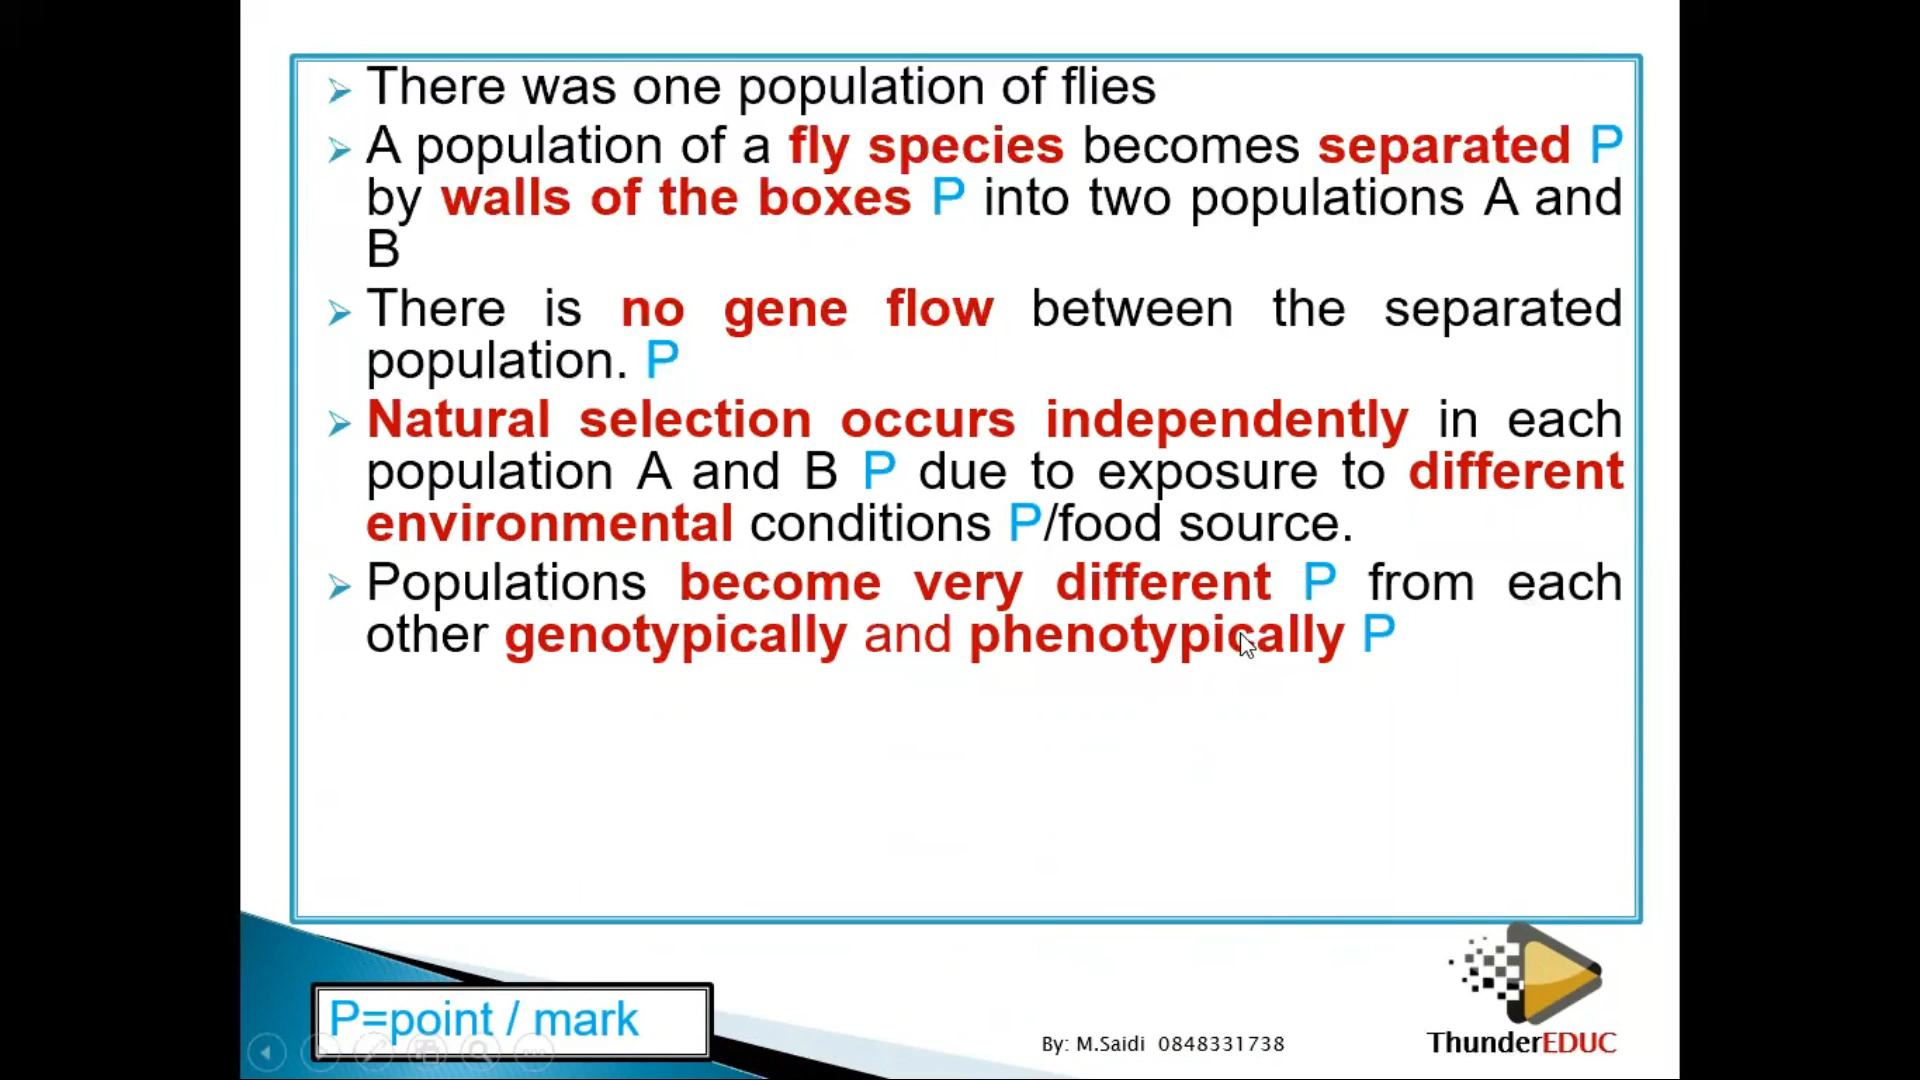 There was one population of flies
A population of a fly species becomes separated P
by walls of the boxes P into two populations A and
B
There is no gene flow between the separated
population. P
Natural selection occurs independently in each
population A and B P due to exposure to different
environmental conditions P/food source.
Populations become very different P from each
other genotypically and phenotypically P
P=point / mark
By: M.Saidi 0848331738
ThunderEDUC